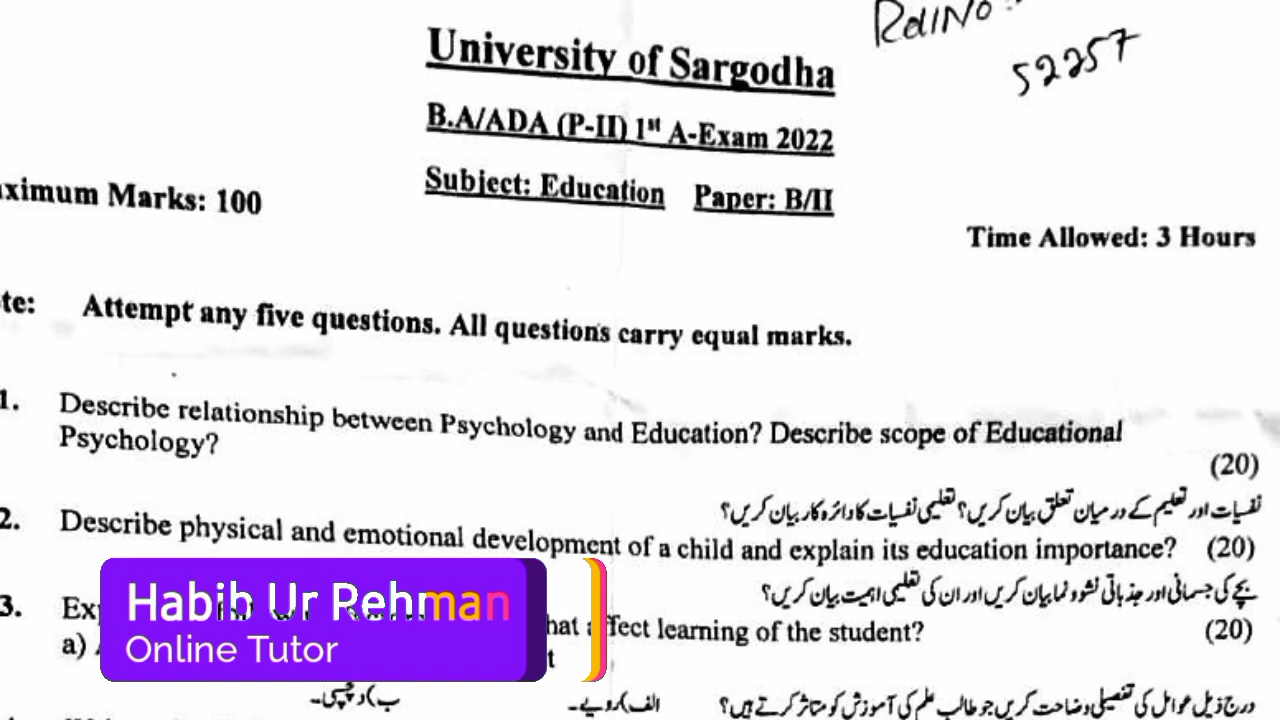 RollNo :
52257
University of Sargodha
B.A/ADA (P-II) 1st A-Exam 2022
Subject: Education Paper: B/II
Marks: 100
Time Allowed: 3 Hours
Attempt any five questions. All questions carry equal marks.
1. Describe relationship between Psychology and Education? Describe scope of Educational
Psychology?
(20)
نفسیات اور تعلیم کے درمیان تعلق بیان کریں؟ تعلیمی نفسیات کا دائرہ کار بیان کریں؟
2. Describe physical and emotional development of a child and explain its education importance? (20)
بچے کی جسمانی اور جذباتی نشوونما بیان کریں اور ان کی تعلیمی اہمیت بیان کریں؟
3. learning of the student? (20)
a)
درج ذیل عوامل کی تفصیلی وضاحت کریں جو طالب علم کی آموزش کو متاثر کرتے ہیں؟ الف) رویے۔ ب) دلچسپی۔
Habib Ur Rehman
Online Tutor